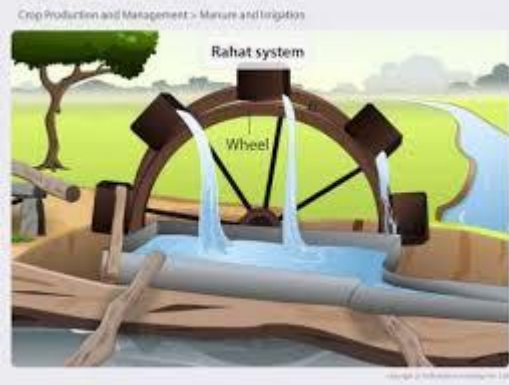 Crop Production and Management > Manure and Irrigation
Rahat system
Wheel